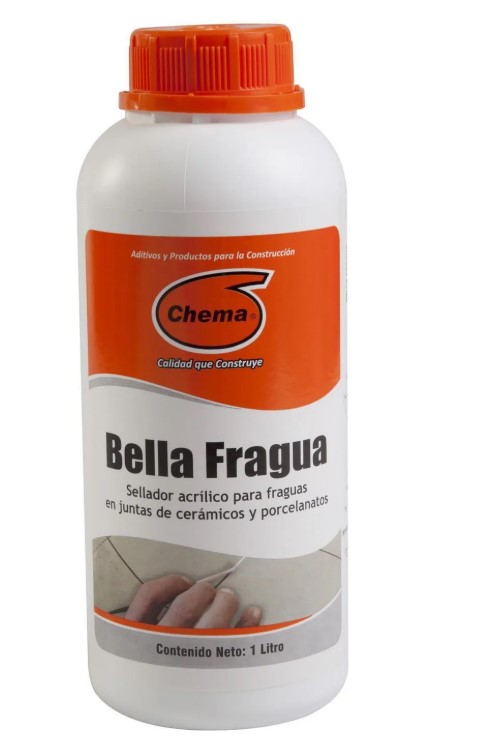 Aditivos y Productos para la Construcción
Chema®
Calidad que Construye
Bella Fragua
Sellador acrílico para fraguas
en juntas de cerámicos y porcelanatos
Contenido Neto: 1 Litro